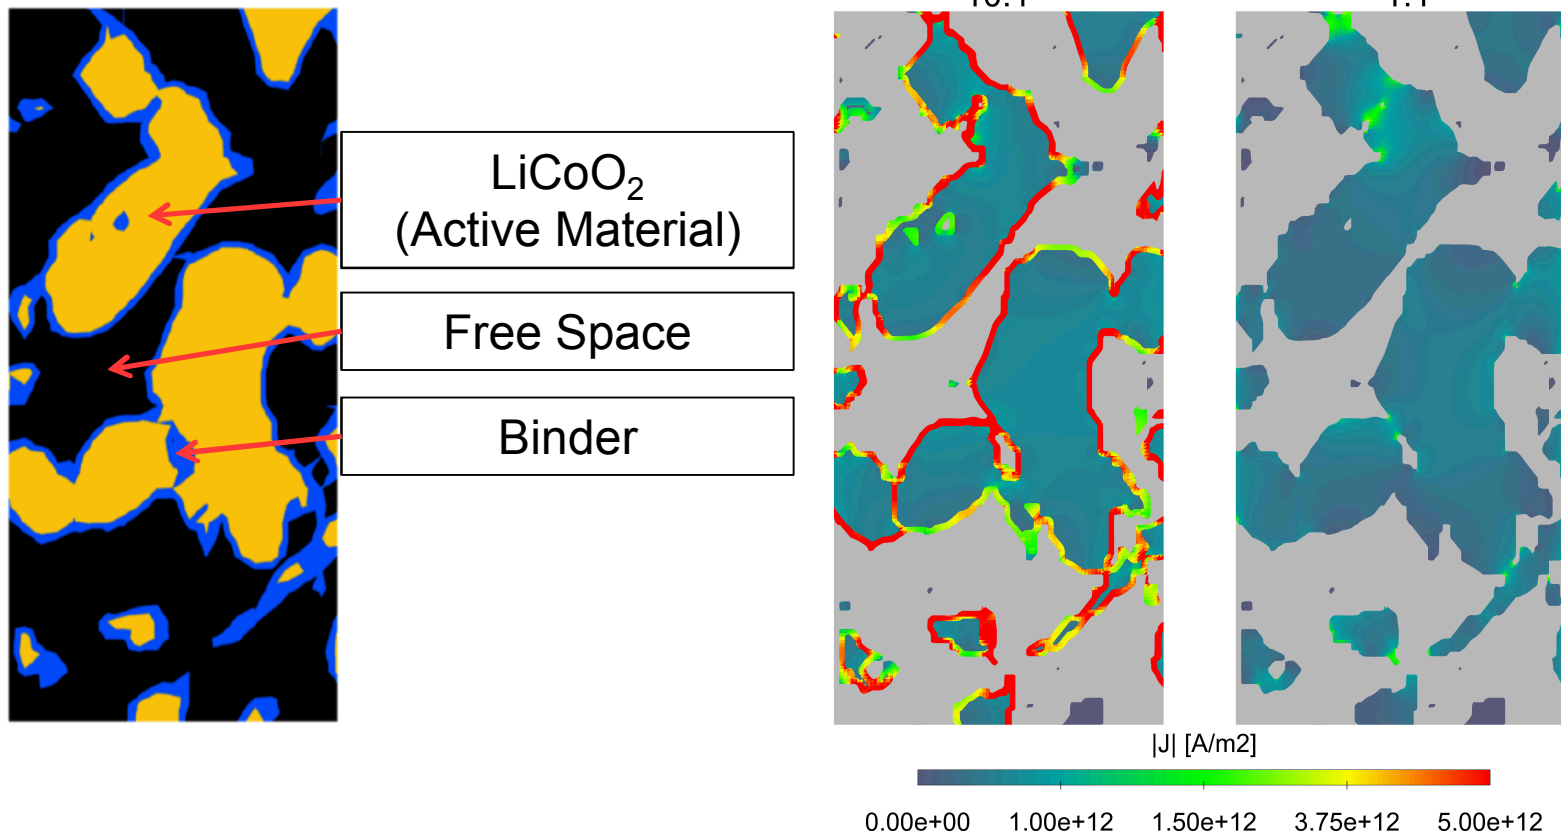 LiCoO₂
(Active Material)
Free Space
Binder
|J| [A/m2]
0.00e+00 1.00e+12 1.50e+12 3.75e+12 5.00e+12